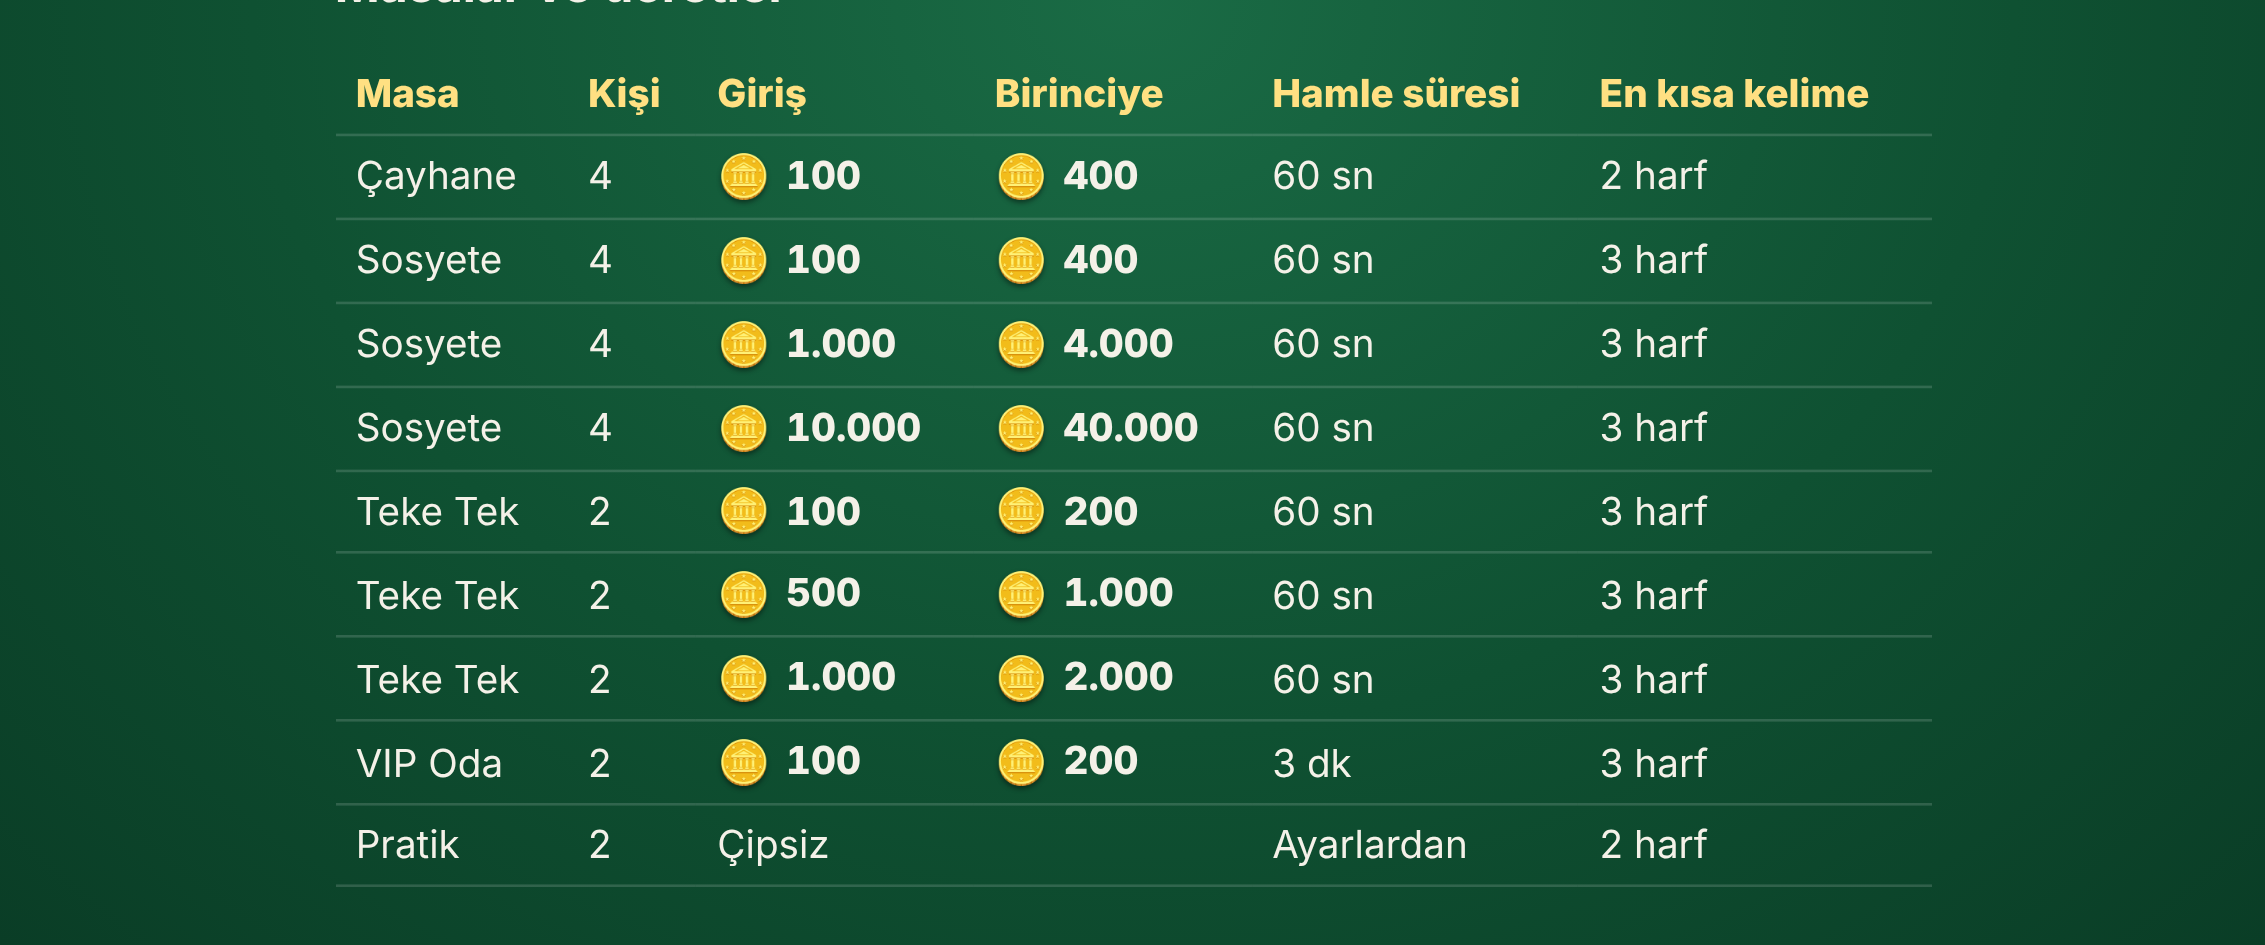 Masalar ve ücretler
Masa Kişi Giriş Birinciye Hamle süresi En kısa kelime
Çayhane 4 100 400 60 sn 2 harf
Sosyete 4 100 400 60 sn 3 harf
Sosyete 4 1.000 4.000 60 sn 3 harf
Sosyete 4 10.000 40.000 60 sn 3 harf
Teke Tek 2 100 200 60 sn 3 harf
Teke Tek 2 500 1.000 60 sn 3 harf
Teke Tek 2 1.000 2.000 60 sn 3 harf
VIP Oda 2 100 200 3 dk 3 harf
Pratik 2 Çipsiz Ayarlardan 2 harf